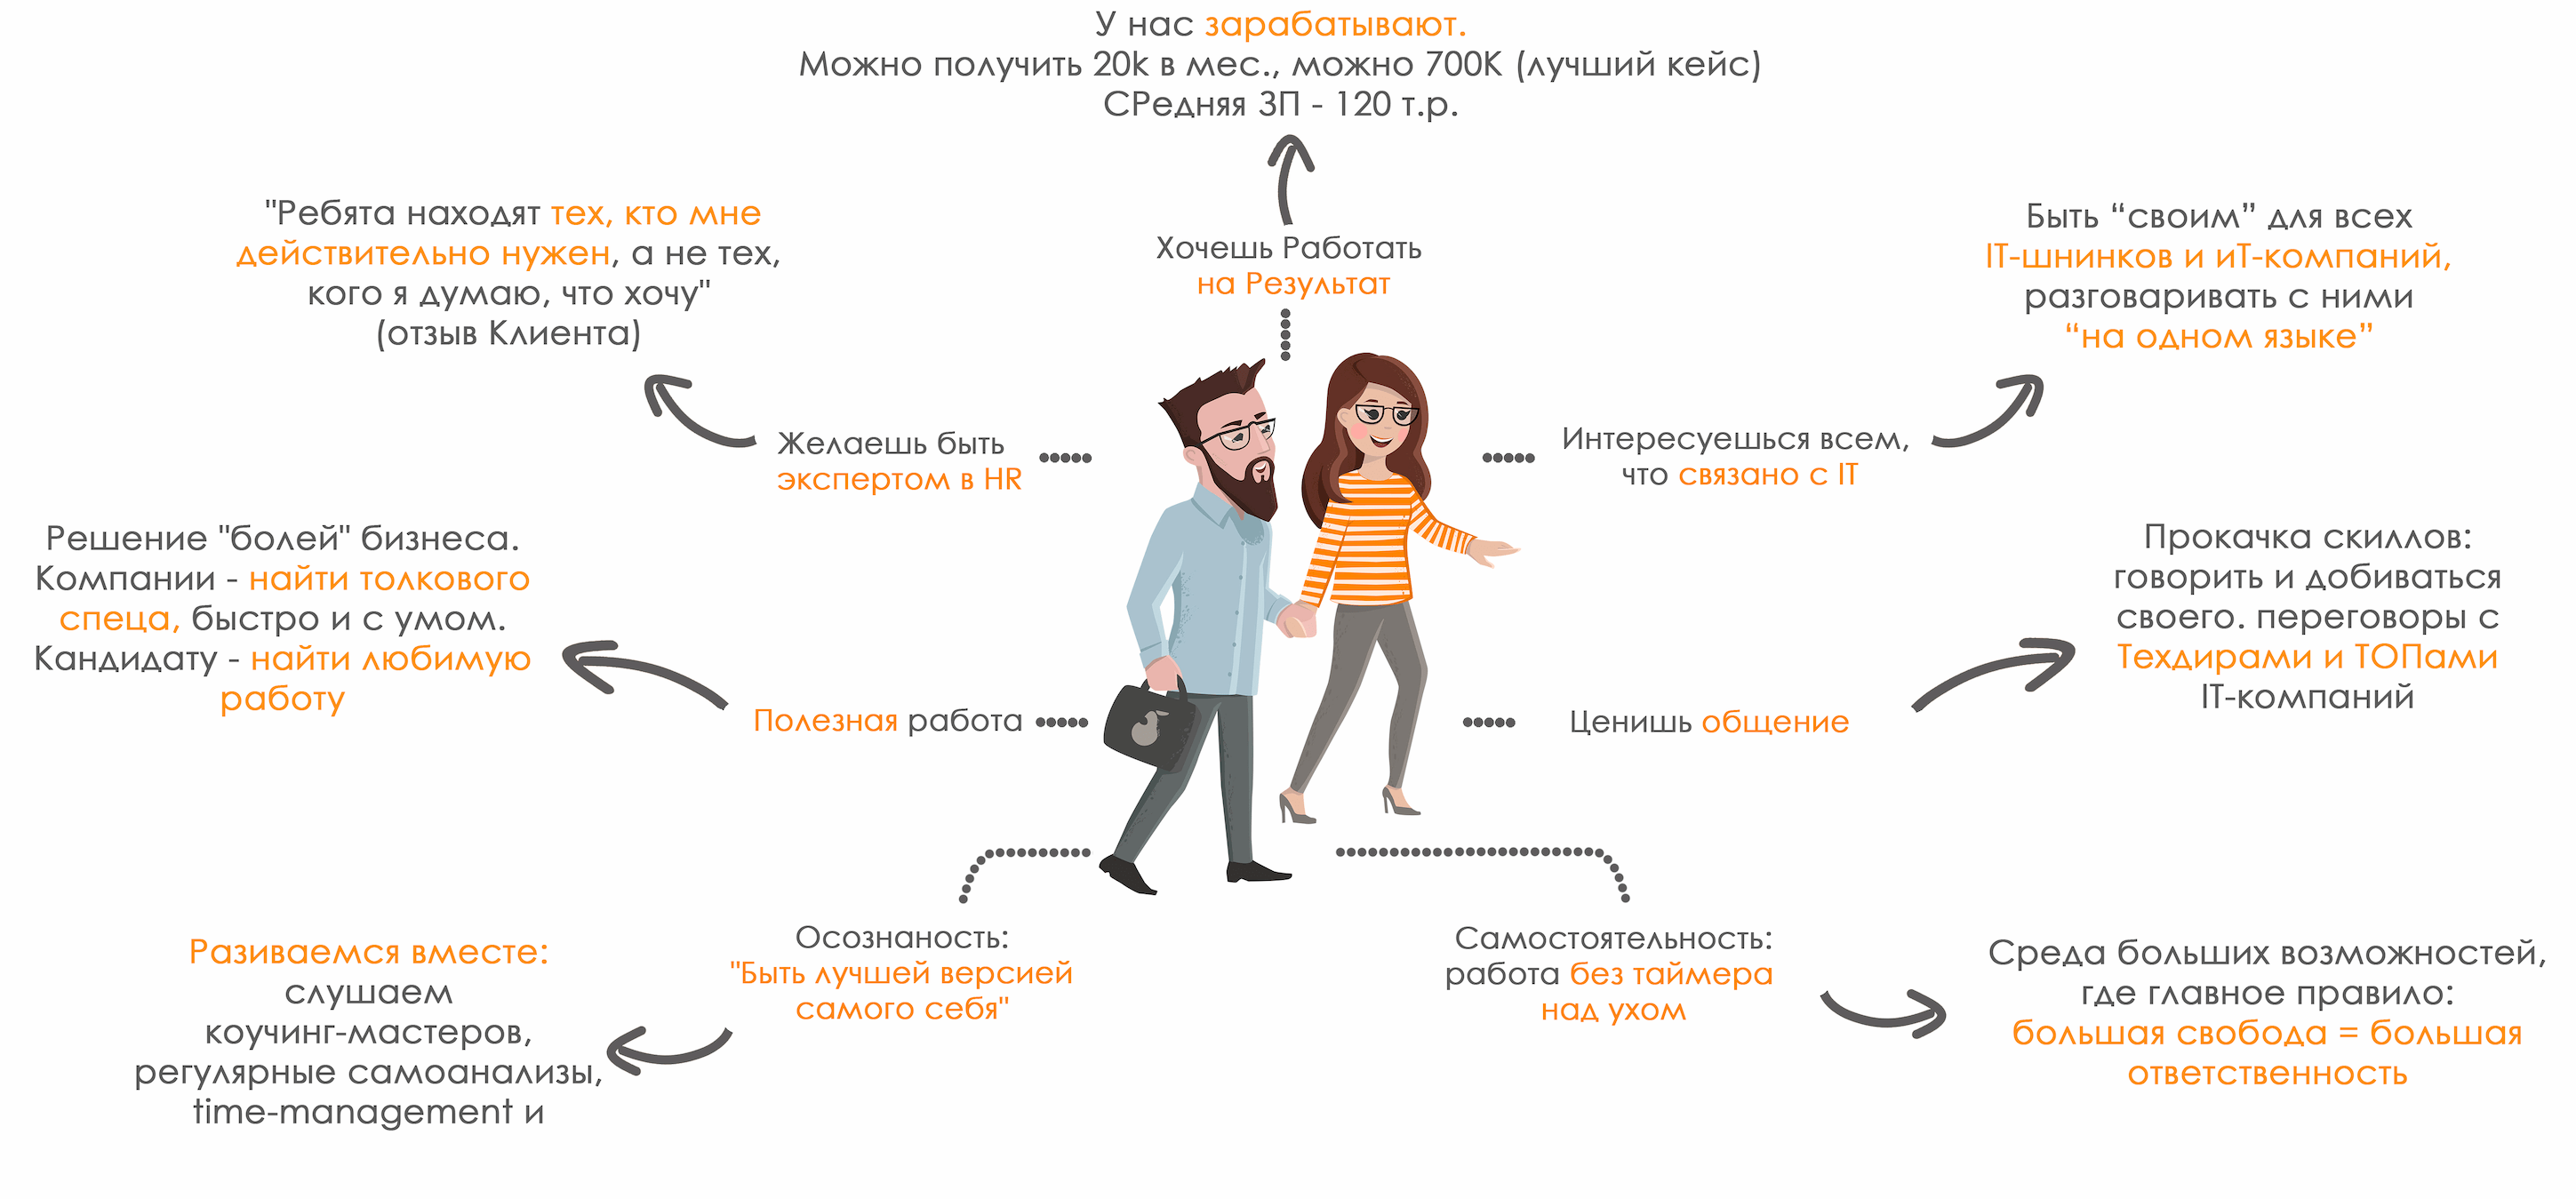 У нас зарабатывают.
Можно получить 20k в мес., можно 700К (лучший кейс)
СРедняя ЗП - 120 т.р.
Хочешь Работать
на Результат
"Ребята находят тех, кто мне
действительно нужен, а не тех,
кого я думаю, что хочу"
(отзыв Клиента)
Желаешь быть
экспертом в HR
Быть “своим” для всех
IT-шнинков и иТ-компаний,
разговаривать с ними
“на одном языке”
Интересуешься всем,
что связано с IT
Решение "болей" бизнеса.
Компании - найти толкового
спеца, быстро и с умом.
Кандидату - найти любимую
работу
Полезная работа
Прокачка скиллов:
говорить и добиваться
своего. переговоры с
Техдирами и ТОПами
IT-компаний
Ценишь общение
Разиваемся вместе:
слушаем
коучинг-мастеров,
регулярные самоанализы,
time-management и
Осознаность:
"Быть лучшей версией
самого себя"
Самостоятельность:
работа без таймера
над ухом
Среда больших возможностей,
где главное правило:
большая свобода = большая
ответственность